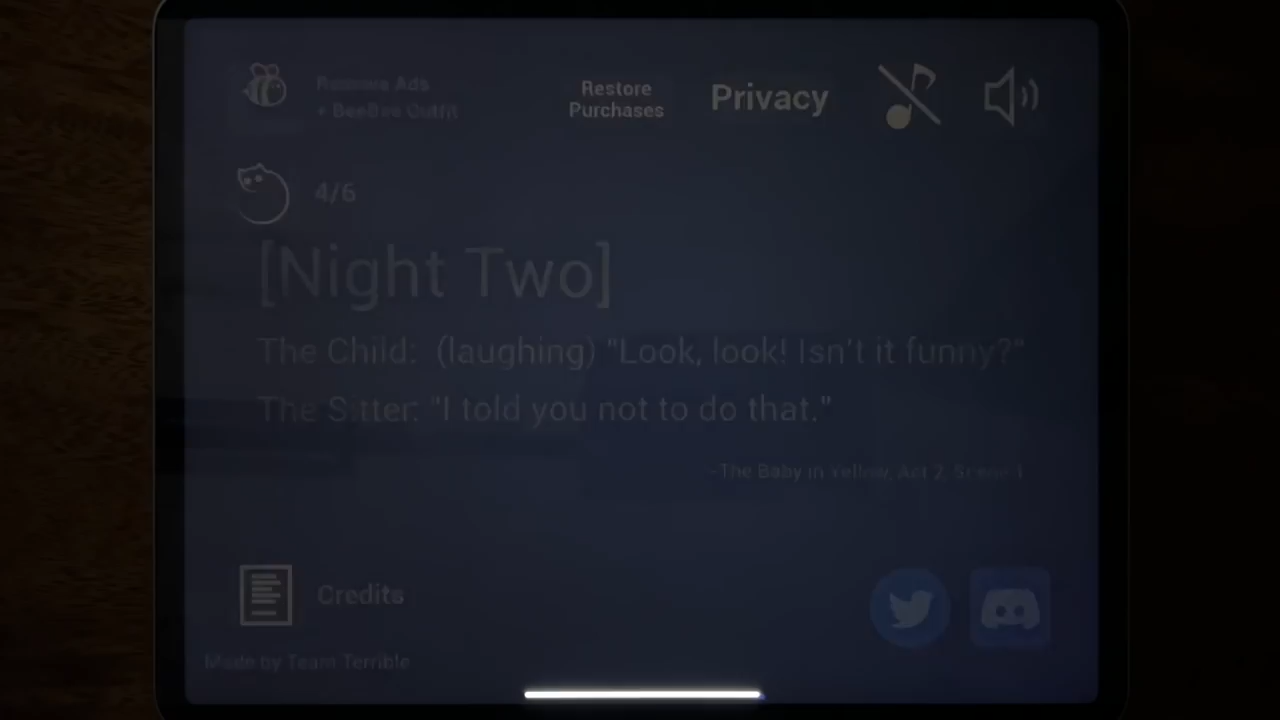 Remove Ads
+ BeeBee Outfit
Restore
Purchases
Privacy
4/6
[Night Two]
The Child: (laughing) "Look, look! Isn't it funny?"
The Sitter: "I told you not to do that."
-The Baby in Yellow, Act 2, Scene 1
Credits
Made by Team Terrible